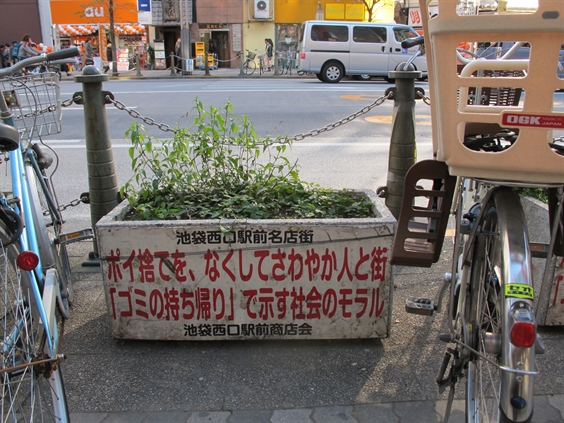 au
池袋西口駅前名店街
ポイ捨てを、なくしてさわやか人と街
「ゴミの持ち帰り」で示す社会のモラル
池袋西口駅前商店会
OGK JAPAN